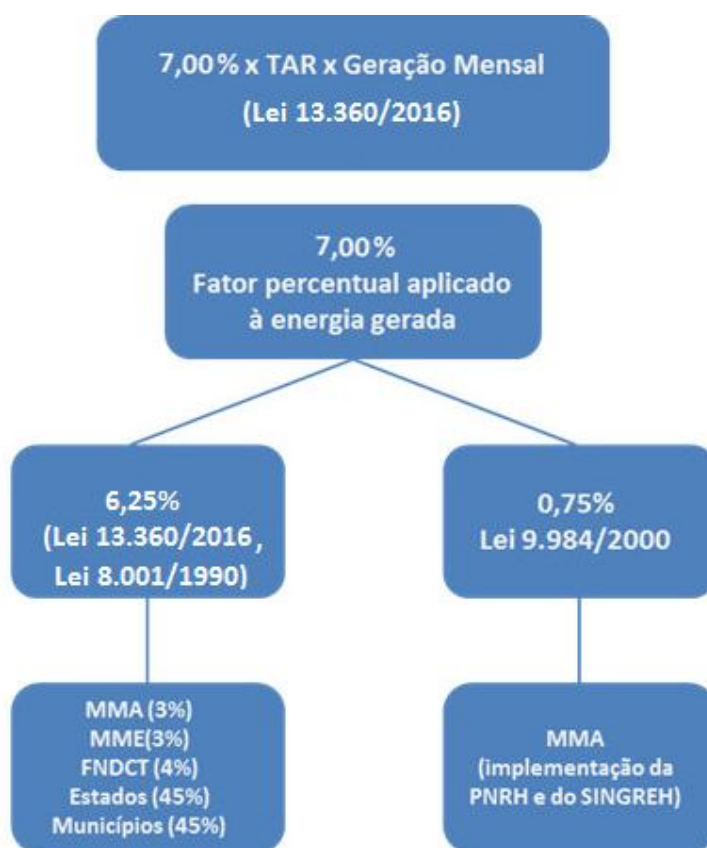 7,00% x TAR x Geração Mensal
(Lei 13.360/2016)
7,00%
Fator percentual aplicado
à energia gerada
6,25%
(Lei 13.360/2016 ,
Lei 8.001/1990)
0,75%
Lei 9.984/2000
MMA (3%)
MME(3%)
FNDCT (4%)
Estados (45%)
Municípios (45%)
MMA
(implementação da
PNRH e do SINGREH)